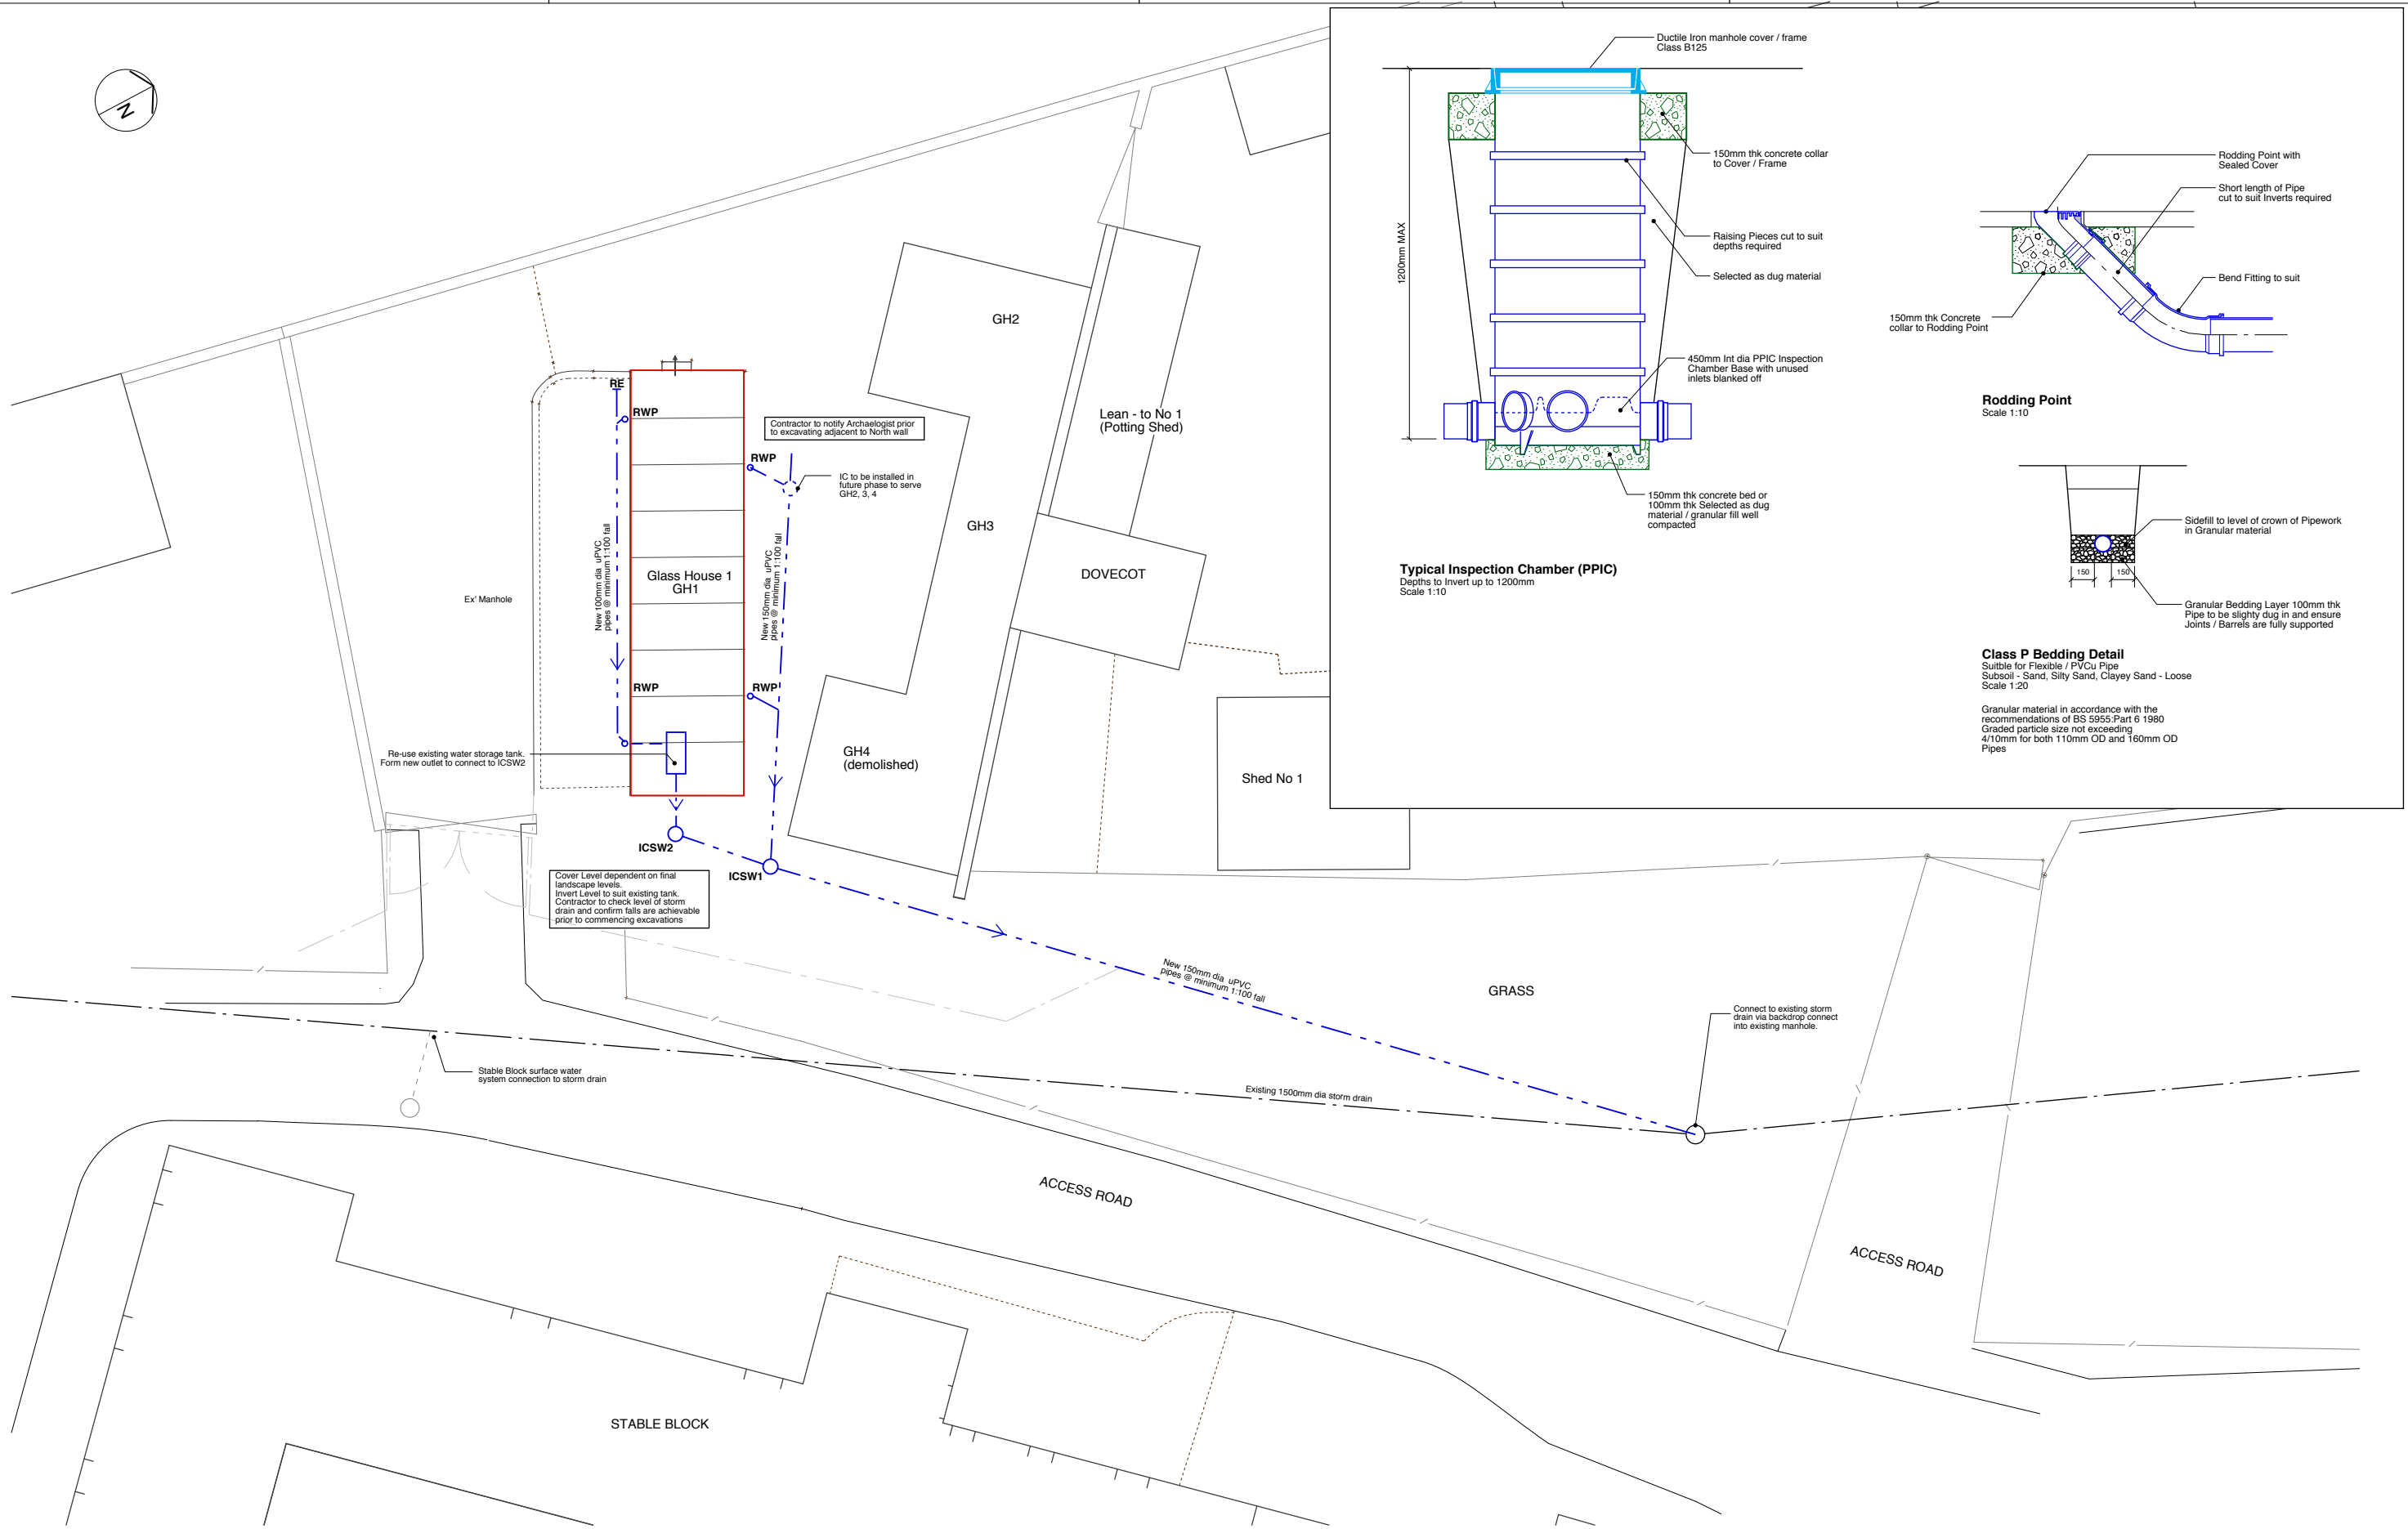 N
Ductile Iron manhole cover / frame
Class B125
150mm thk concrete collar
to Cover / Frame
Raising Pieces cut to suit
depths required
Selected as dug material
1200mm MAX
450mm Int dia PPIC Inspection
Chamber Base with unused
inlets blanked off
150mm thk concrete bed or
100mm thk Selected as dug
material / granular fill well
compacted
Typical Inspection Chamber (PPIC)
Depths to Invert up to 1200mm
Scale 1:10
Rodding Point with
Sealed Cover
Short length of Pipe
cut to suit Inverts required
Bend Fitting to suit
150mm thk Concrete
collar to Rodding Point
Rodding Point
Scale 1:10
Sidefill to level of crown of Pipework
in Granular material
150
150
Granular Bedding Layer 100mm thk
Pipe to be slighty dug in and ensure
Joints / Barrels are fully supported
Class P Bedding Detail
Suitble for Flexible / PVCu Pipe
Subsoil - Sand, Silty Sand, Clayey Sand - Loose
Scale 1:20
Granular material in accordance with the
recommendations of BS 5955:Part 6 1980
Graded particle size not exceeding
4/10mm for both 110mm OD and 160mm OD
Pipes
GH2
Lean - to No 1
(Potting Shed)
RE
RWP
Contractor to notify Archaelogist prior
to excavating adjacent to North wall
RWP
IC to be installed in
future phase to serve
GH2, 3, 4
GH3
New 100mm dia uPVC
pipes @ minimum 1:100 fall
New 150mm dia uPVC
pipes @ minimum 1:100 fall
Glass House 1
GH1
DOVECOT
Ex' Manhole
RWP
RWP
Re-use existing water storage tank.
Form new outlet to connect to ICSW2
GH4
(demolished)
Shed No 1
ICSW2
ICSW1
Cover Level dependent on final
landscape levels.
Invert Level to suit existing tank.
Contractor to check level of storm
drain and confirm falls are achievable
prior to commencing excavations
New 150mm dia uPVC
pipes @ minimum 1:100 fall
GRASS
Connect to existing storm
drain via backdrop connect
into existing manhole.
Stable Block surface water
system connection to storm drain
Existing 1500mm dia storm drain
ACCESS ROAD
ACCESS ROAD
STABLE BLOCK